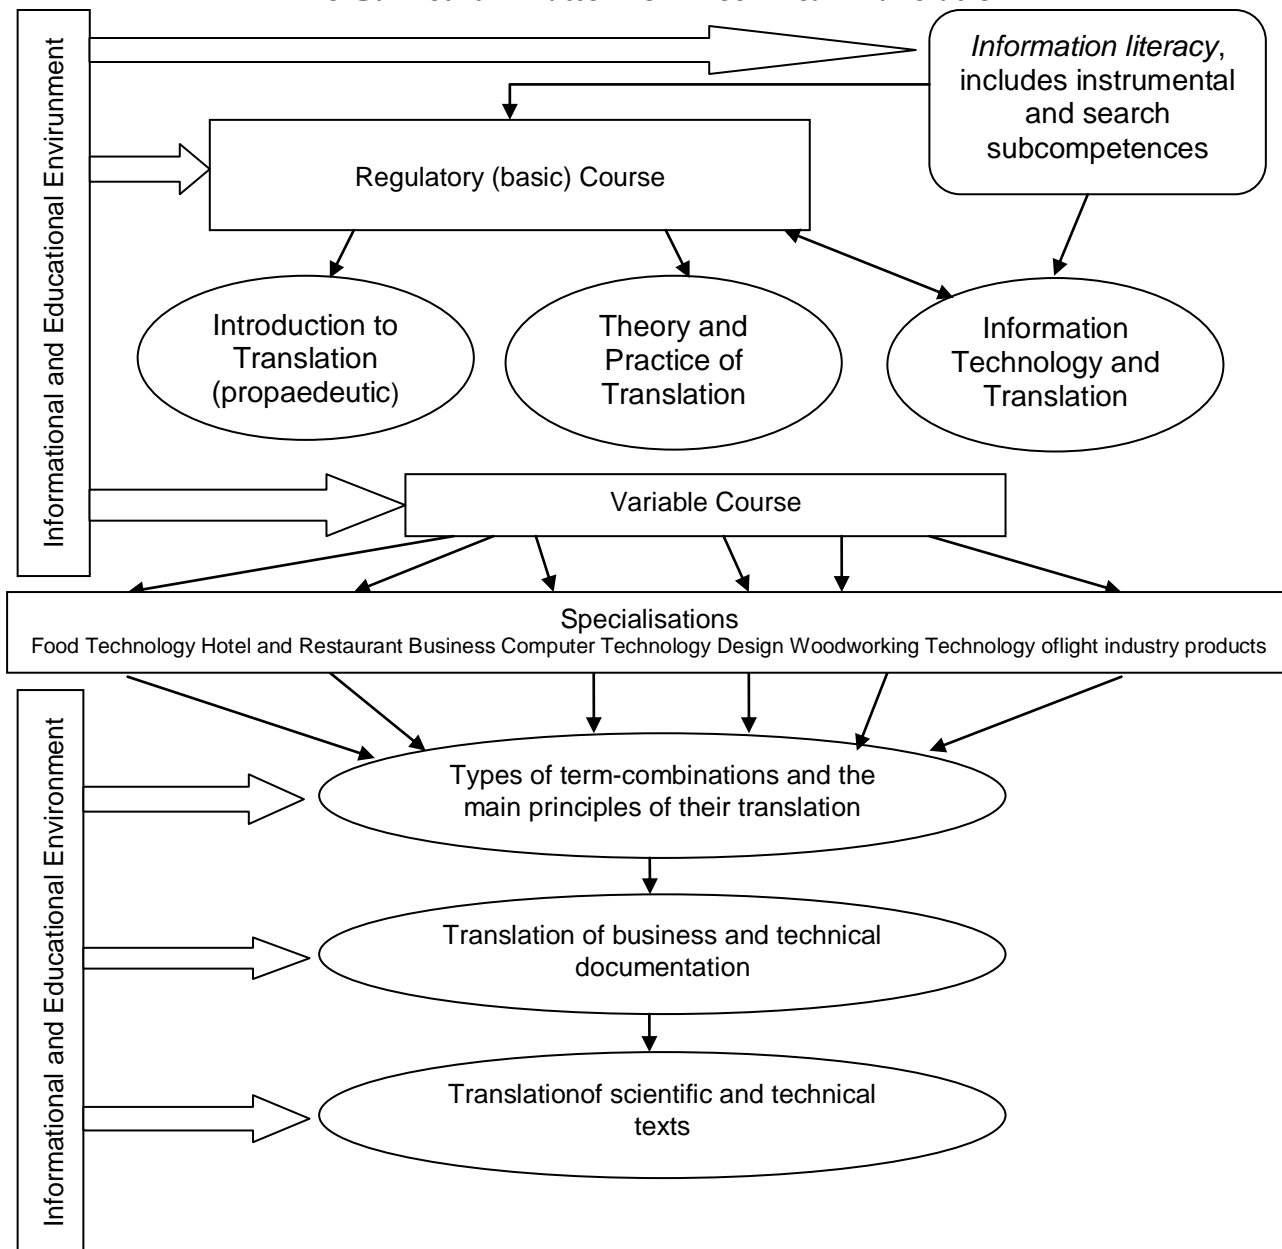 Information literacy,
includes instrumental
and search
subcompetences
Informational and Educational Environment
Regulatory (basic) Course
Introduction to
Translation
(propaedeutic)
Theory and
Practice of
Translation
Information
Technology and
Translation
Variable Course
Specialisations
Food Technology Hotel and Restaurant Business Computer Technology Design Woodworking Technology oflight industry products
Informational and Educational Environment
Types of term-combinations and the
main principles of their translation
Translation of business and technical
documentation
Translationof scientific and technical
texts